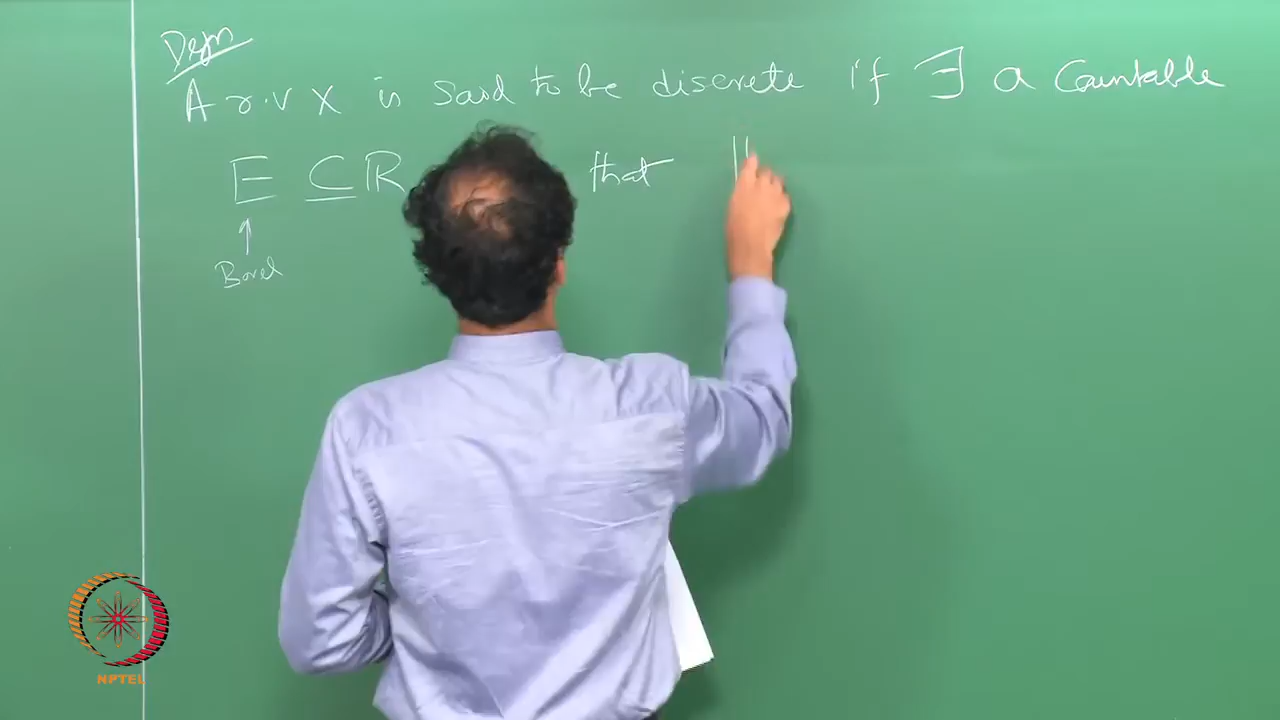 Defn
A r.v X is said to be discrete if ∃ a Countable
E ⊆ ℝ that
↑
Borel
NPTEL